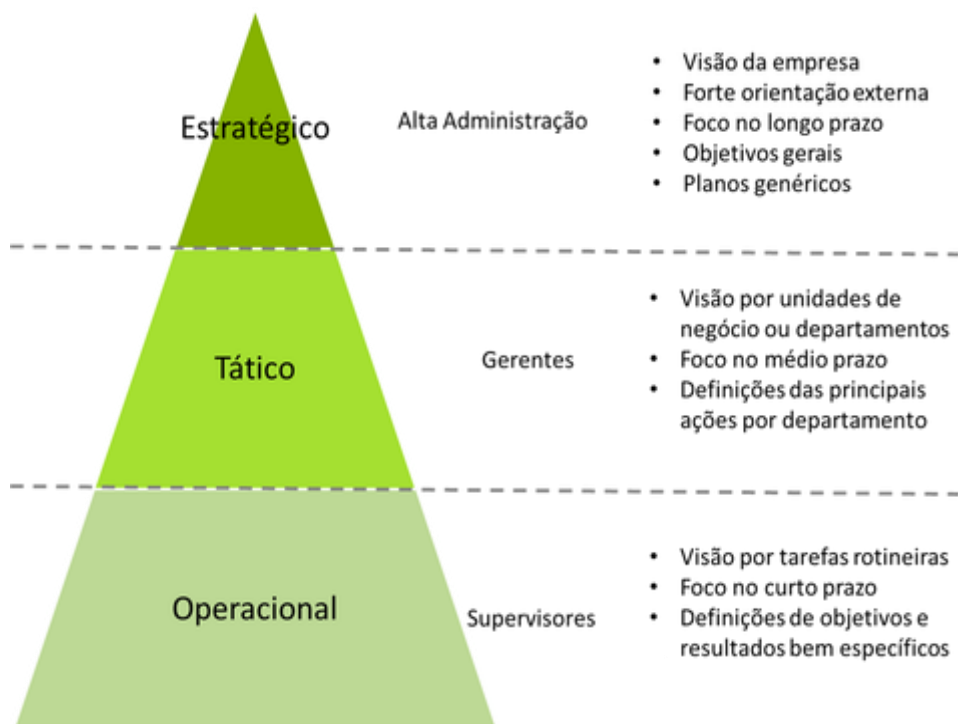 Estratégico
Alta Administração
• Visão da empresa
• Forte orientação externa
• Foco no longo prazo
• Objetivos gerais
• Planos genéricos
Tático
Gerentes
• Visão por unidades de
negócio ou departamentos
• Foco no médio prazo
• Definições das principais
ações por departamento
Operacional
Supervisores
• Visão por tarefas rotineiras
• Foco no curto prazo
• Definições de objetivos e
resultados bem específicos